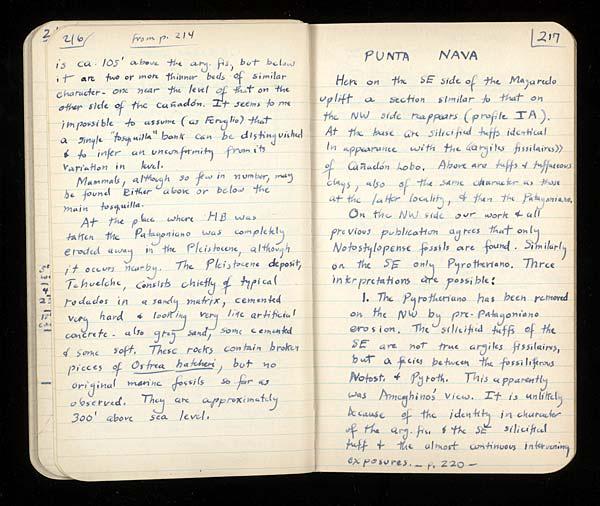 216
from p. 214
is ca. 105' above the arg. fis, but below
it are two or more thinner beds of similar
character - one near the level of that on the
other side of the cañadón. It seems to me
impossible to assume (as Feruglio) that
a single "tosquilla" bank can be distinguished
& to infer an unconformity from its
variation in level.
Mammals, although so few in number, may
be found either above or below the
main tosquilla.
At the place where HB was
taken the Patagoniano was completely
eroded away in the Pleistocene, although
it occurs nearby. The Pleistocene deposit,
Tehuelche, consists chiefly of typical
rodados in a sandy matrix, cemented
very hard & looking very like artificial
concrete - also gray sand, some cemented
& some soft. These rocks contain broken
pieces of Ostrea hatcheri, but no
original marine fossils so far as
observed. They are approximately
300' above sea level.
217
PUNTA NAVA
Here on the SE side of the Mazaredo
uplift a section similar to that on
the NW side reappears (profile IA).
At the base are silicified tuffs identical
in appearance with the (argiles fissilaires))
of Cañadón Lobo. Above are tuffs & tuffaceous
clays, also of the same character as those
at the latter locality, & then the Patagoniano.
On the NW side our work & all
previous publication agrees that only
Notostylopense fossils are found. Similarly
on the SE only Pyrotheriano. Three
interpretations are possible:
1. The Pyrotheriano has been removed
on the NW by pre-Patagoniano
erosion. The silicified tuffs of the
SE are not true argiles fissilaires,
but a facies between the fossiliferous
Notost. & Pyroth. This apparently
was Ameghino's view. It is unlikely
because of the identity in character
of the arg. fis. & the SE silicified
tuff & the almost continuous intervening
exposures. - p. 220 -